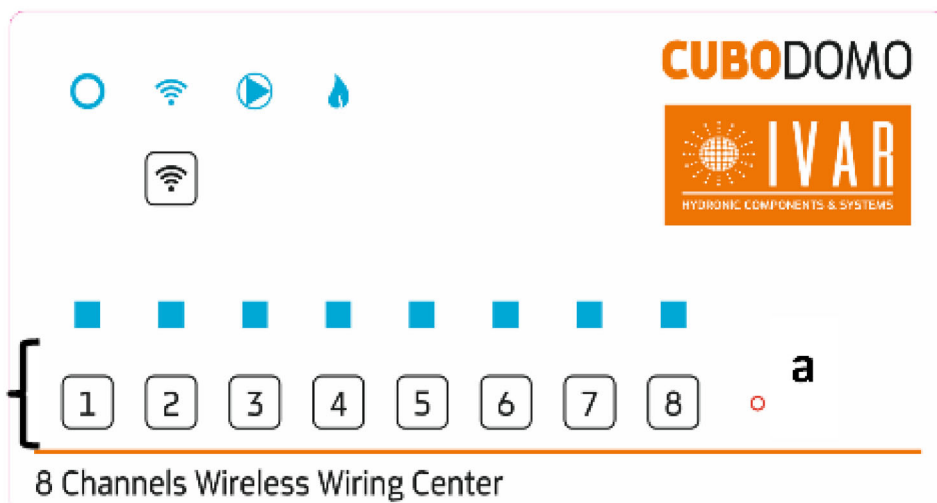 CUBODOMO
IVAR
HYDRONIC COMPONENTS & SYSTEMS
a
1 2 3 4 5 6 7 8
8 Channels Wireless Wiring Center